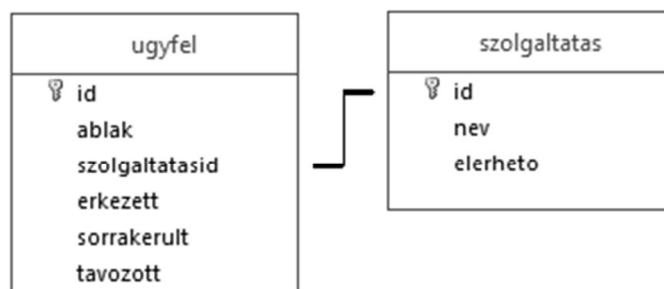 ugyfel
id
ablak
szolgaltatasid
erkezett
sorrakerult
tavozott
szolgaltatas
id
nev
elerheto